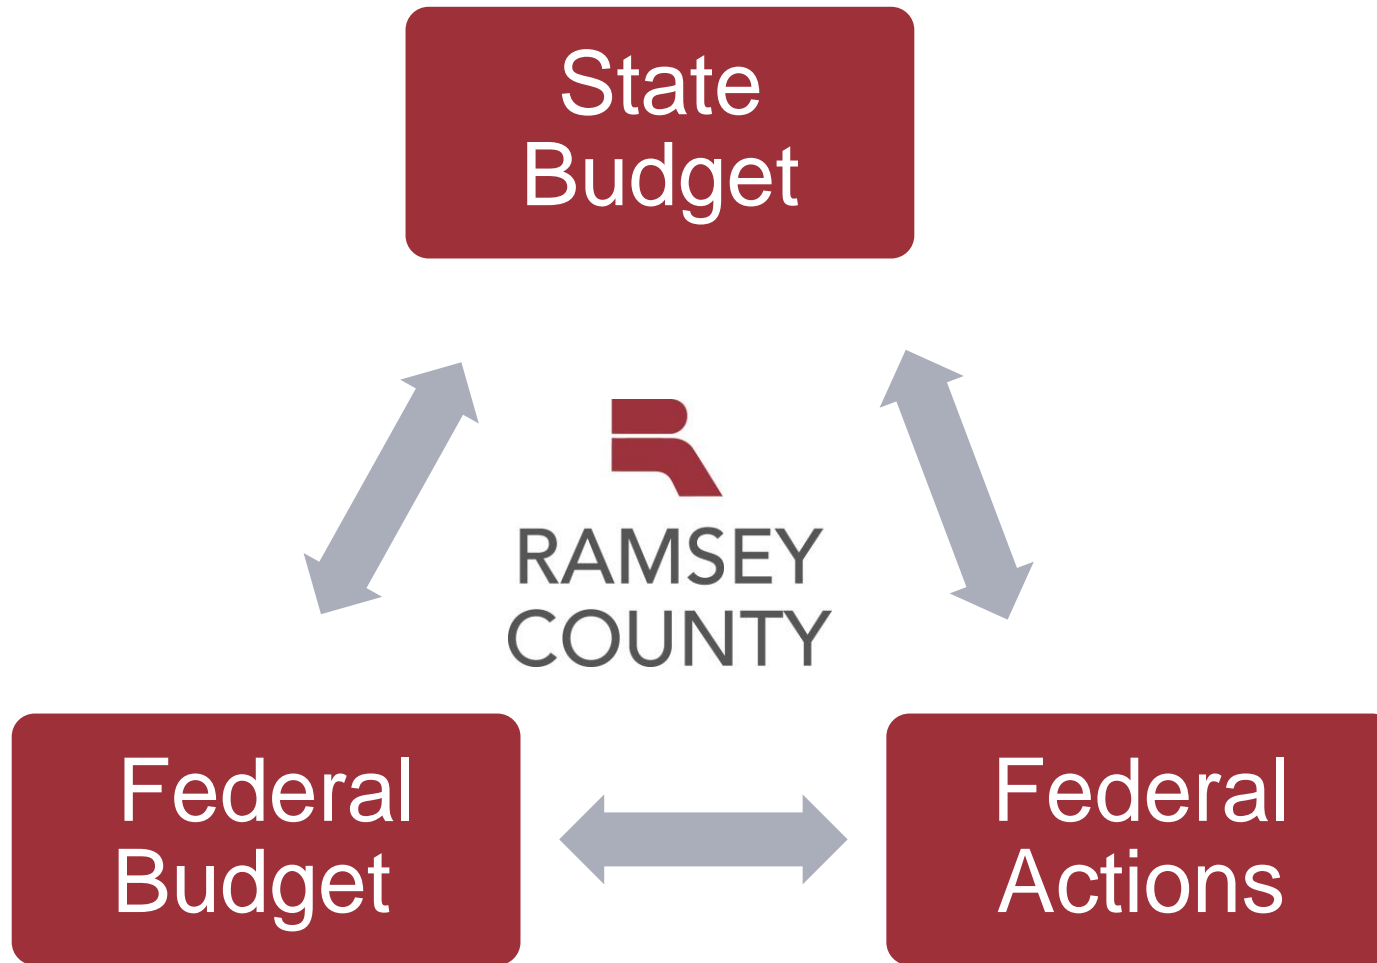 State
Budget
RAMSEY
COUNTY
Federal
Budget
Federal
Actions